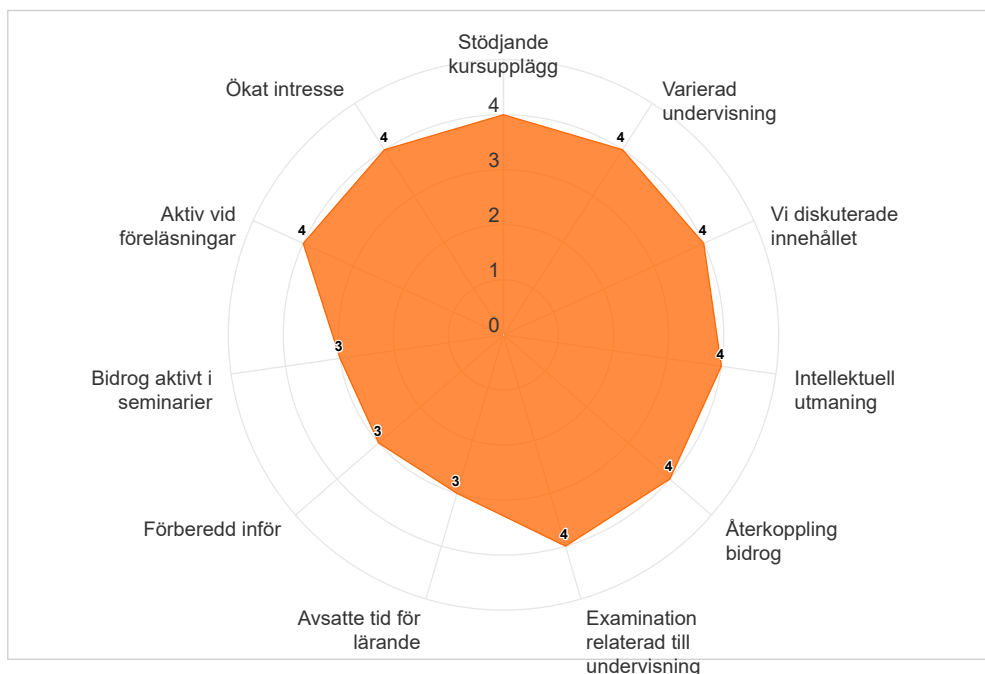 Stödjande
kursupplägg
Ökat intresse
Varierad
undervisning
4
4
4
3
Aktiv vid
föreläsningar
4
Vi diskuterade
innehållet
4
2
1
0
Bidrog aktivt i
seminarier
3
4
Intellektuell
utmaning
3
4
Förberedd inför
3
Återkoppling
bidrog
4
Avsatte tid för
lärande
Examination
relaterad till
undervisning